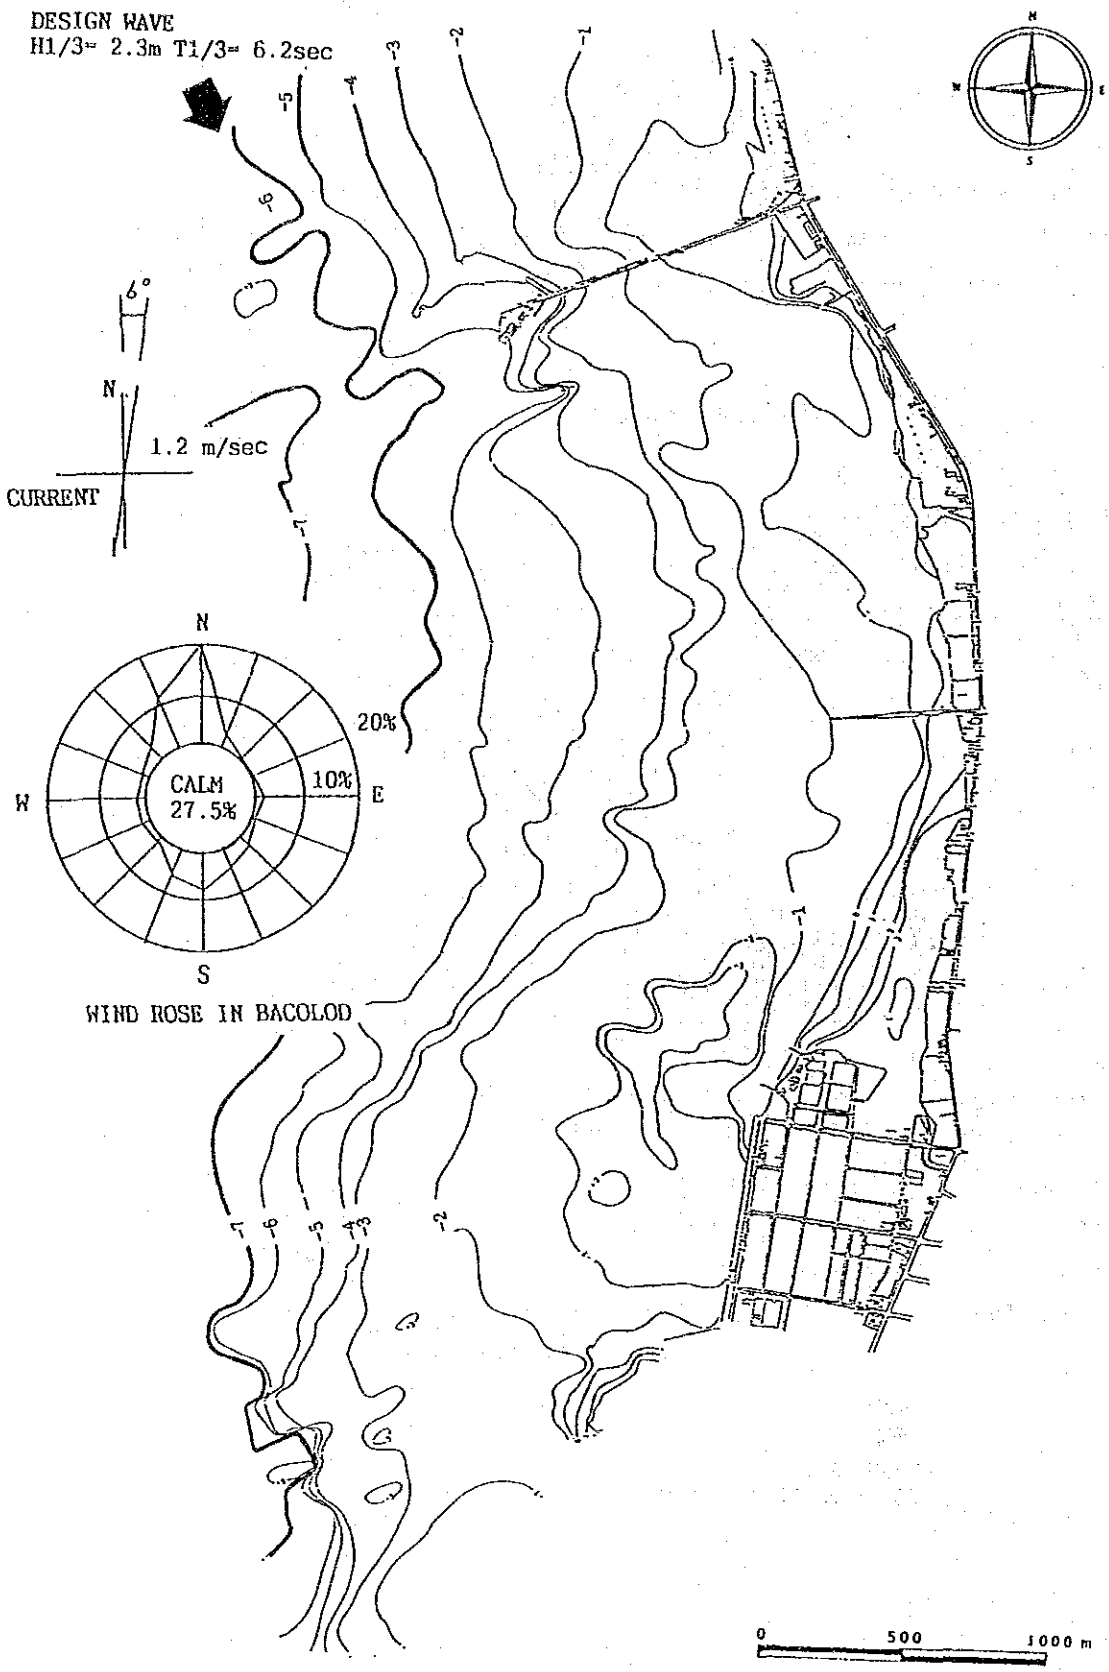 DESIGN WAVE
H1/3= 2.3m T1/3= 6.2sec
-5
-4
-3
-2
-1
N
W
E
S
-6
6°
N
1.2 m/sec
CURRENT
-7
N
20%
10%
W
CALM
27.5%
E
S
WIND ROSE IN BACOLOD
-1
-7
-6
-5
-4
-3
-2
0 500 1000 m